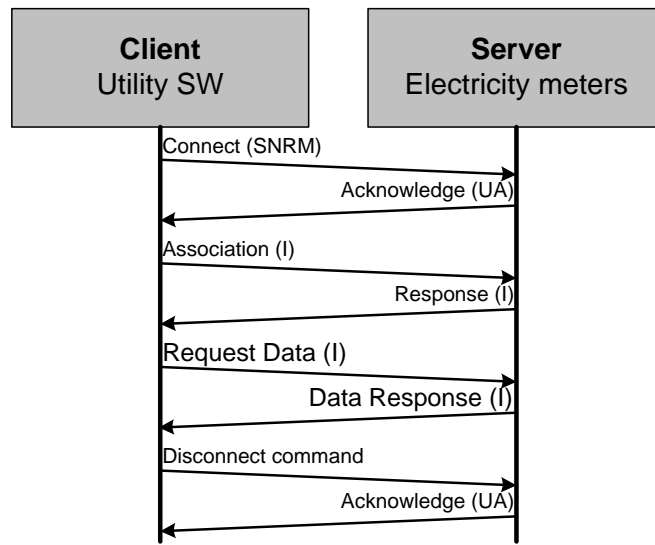 Client
Utility SW
Server
Electricity meters
Connect (SNRM)
Acknowledge (UA)
Association (I)
Response (I)
Request Data (I)
Data Response (I)
Disconnect command
Acknowledge (UA)